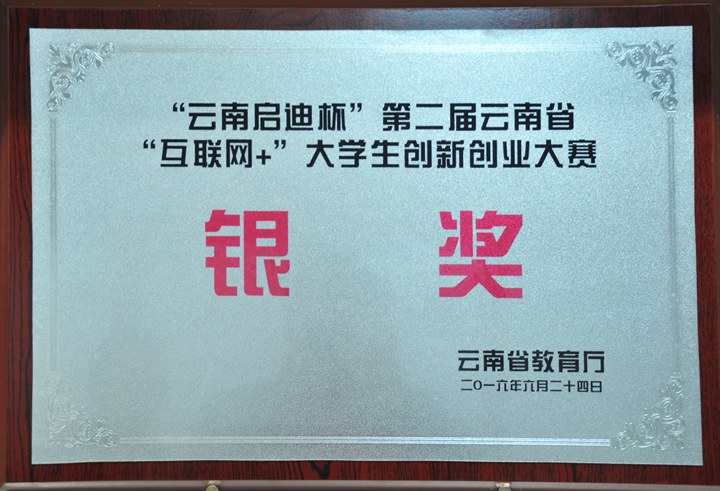 “云南启迪杯”第二届云南省
“互联网+”大学生创新创业大赛
银奖
云南省教育厅
二〇一六年六月二十四日